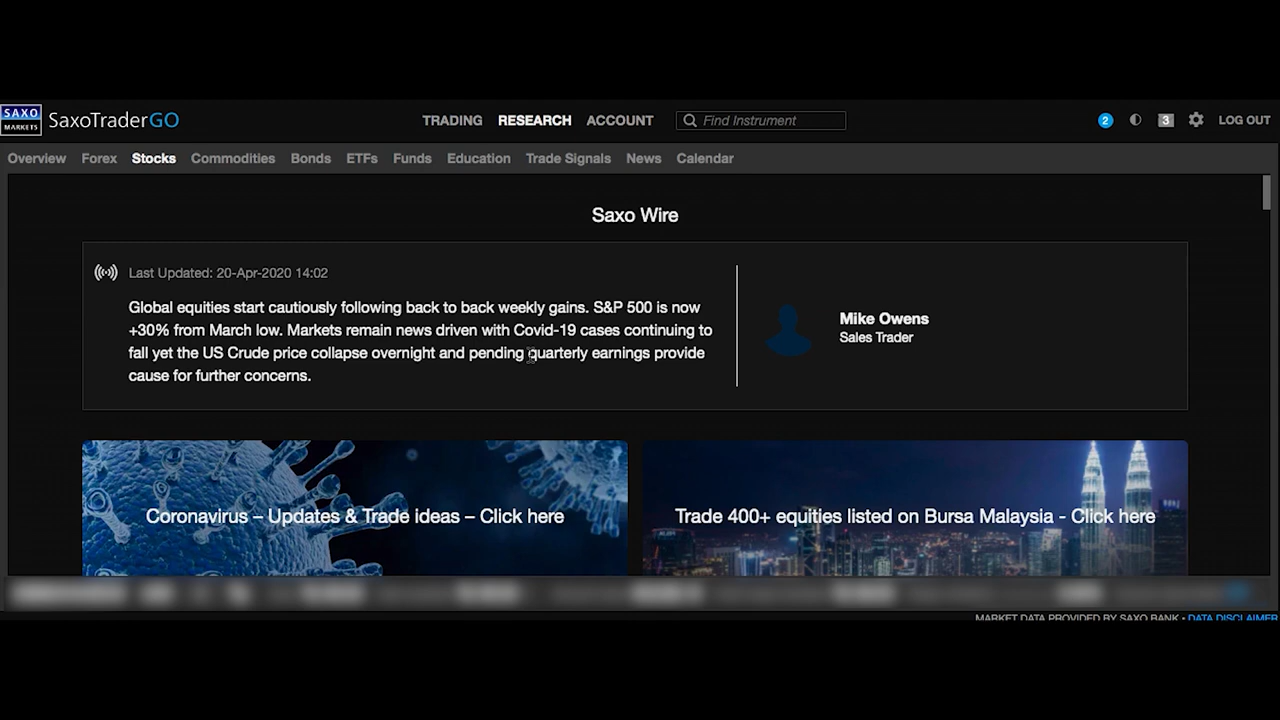 SAXO
MARKETS
SaxoTraderGO
TRADING RESEARCH ACCOUNT
Find Instrument
2
3
LOG OUT
Overview Forex Stocks Commodities Bonds ETFs Funds Education Trade Signals News Calendar
Saxo Wire
Last Updated: 20-Apr-2020 14:02
Global equities start cautiously following back to back weekly gains. S&P 500 is now
+30% from March low. Markets remain news driven with Covid-19 cases continuing to
fall yet the US Crude price collapse overnight and pending quarterly earnings provide
cause for further concerns.
Mike Owens
Sales Trader
Coronavirus – Updates & Trade ideas – Click here
Trade 400+ equities listed on Bursa Malaysia - Click here
MARKET DATA PROVIDED BY SAXO BANK • DATA DISCLAIMER